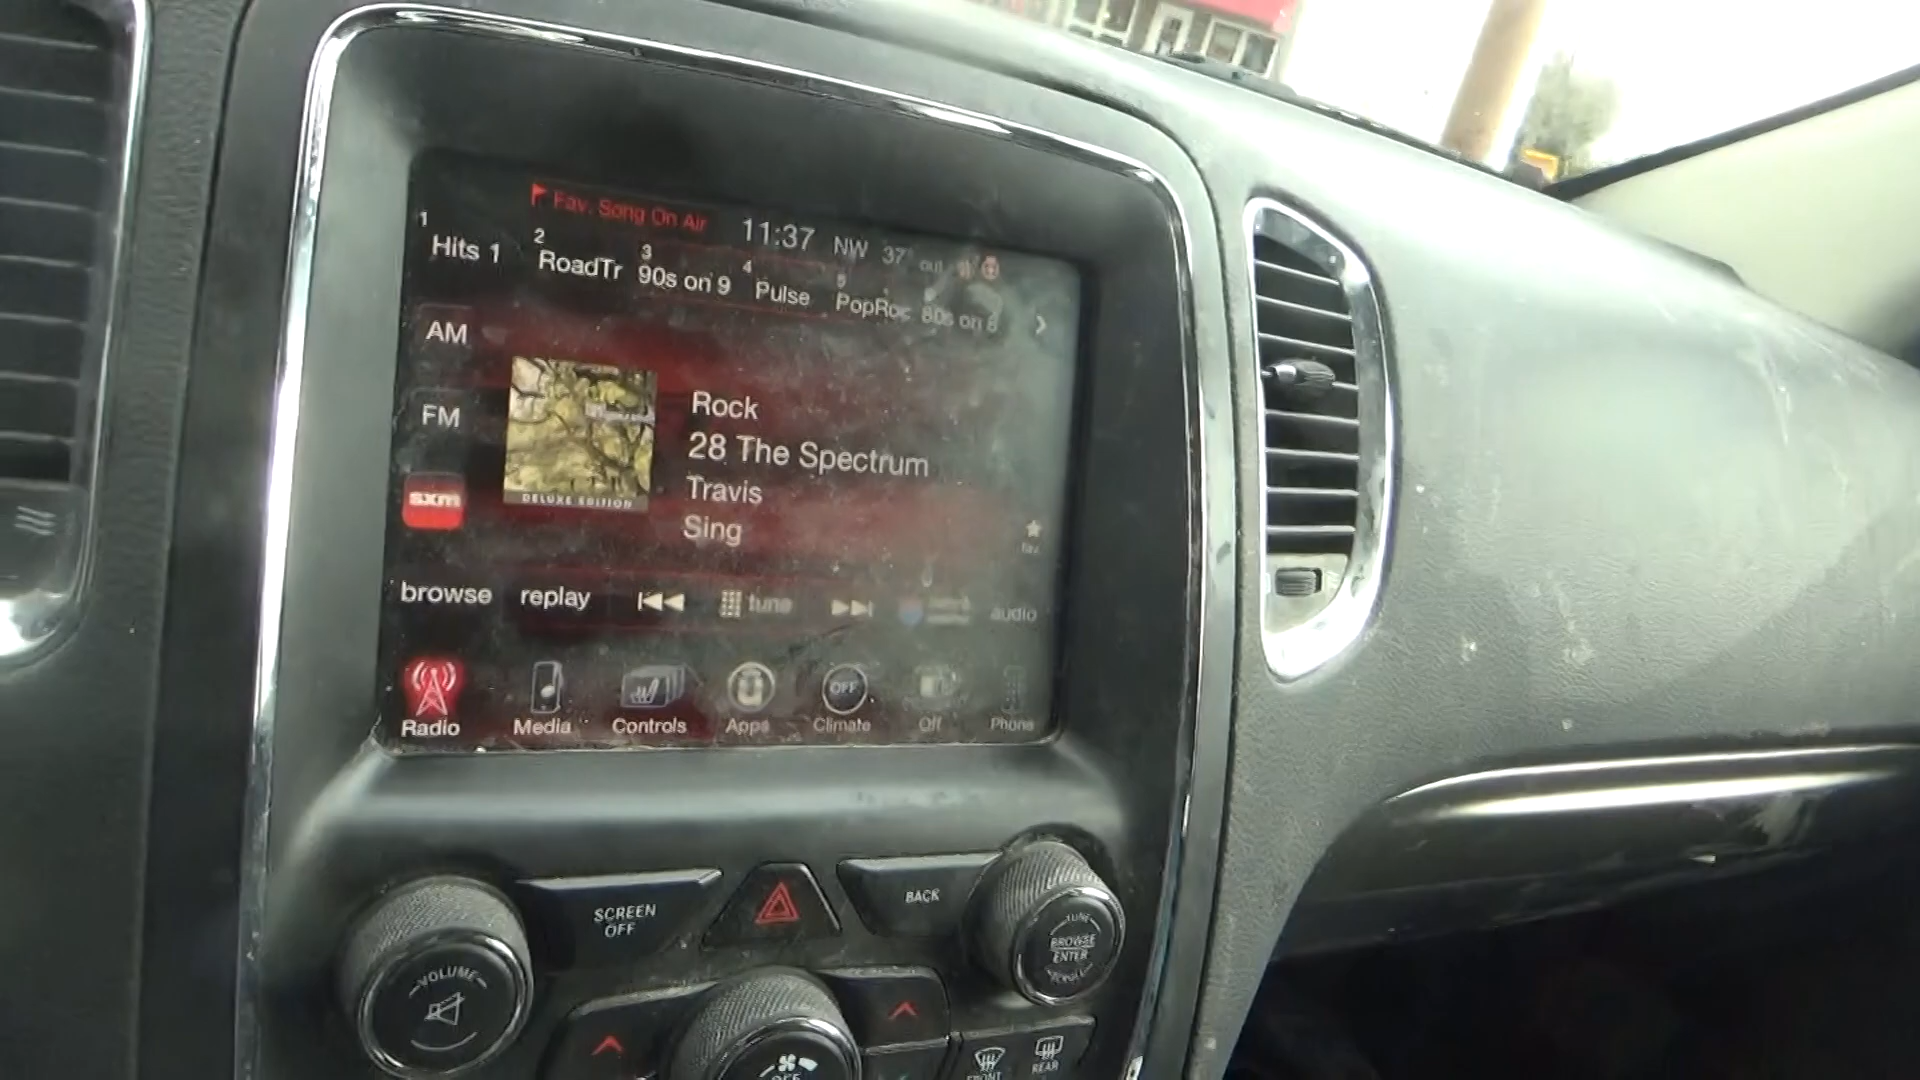 Fav. Song On Air 11:37 NW 37° out
1 Hits 1 2 RoadTr 3 90s on 9 4 Pulse 5 PopRoc 80s on 8
AM
FM
sxm
DELUXE EDITION
Rock
28 The Spectrum
Travis
Sing
fav
browse replay tune audio
Radio Media Controls Apps OFF Climate Off Phone
SCREEN
OFF
BACK
VOLUME
TUNE
BROWSE
ENTER
SCROLL
OFF
FRONT
REAR